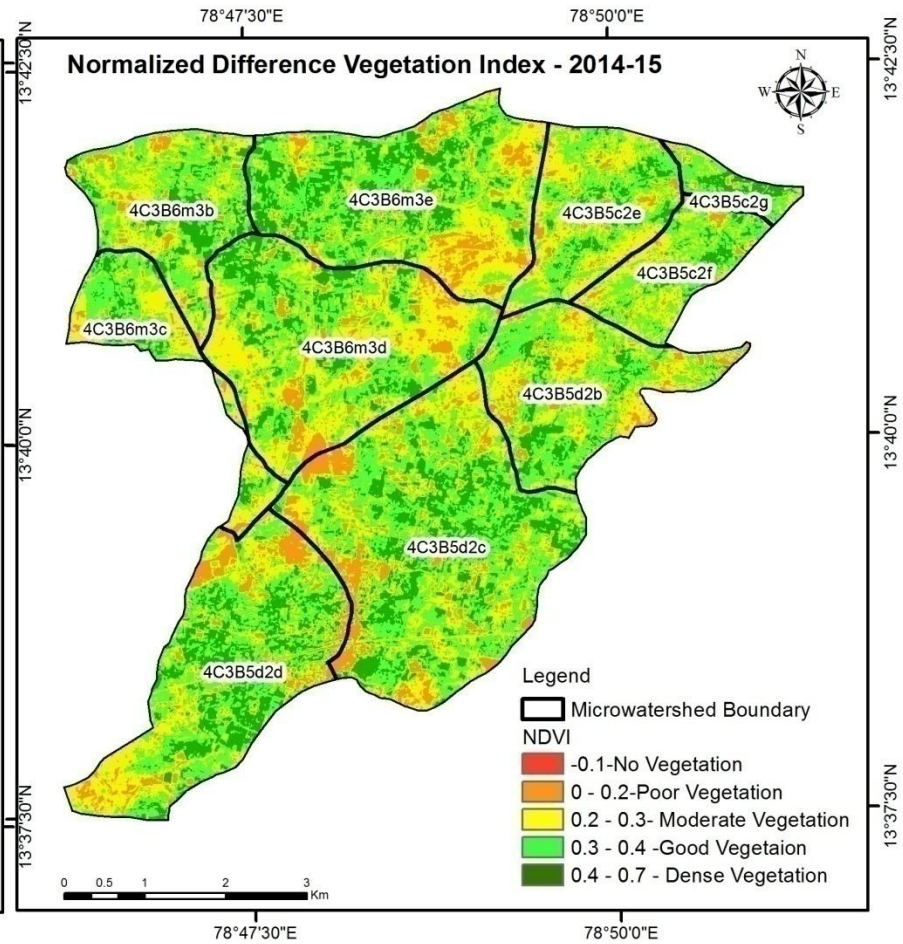 78°47'30"E
78°50'0"E
13°42'30"N
13°42'30"N
Normalized Difference Vegetation Index - 2014-15
N
W
E
S
4C3B6m3b
4C3B6m3e
4C3B5c2e
4C3B5c2g
4C3B5c2f
4C3B6m3c
4C3B6m3d
4C3B5d2b
13°40'0"N
13°40'0"N
4C3B5d2c
4C3B5d2d
Legend
Microwatershed Boundary
NDVI
-0.1-No Vegetation
0 - 0.2-Poor Vegetation
0.2 - 0.3- Moderate Vegetation
0.3 - 0.4 -Good Vegetaion
0.4 - 0.7 - Dense Vegetation
13°37'30"N
13°37'30"N
0 0.5 1 2 3
Km
78°47'30"E
78°50'0"E